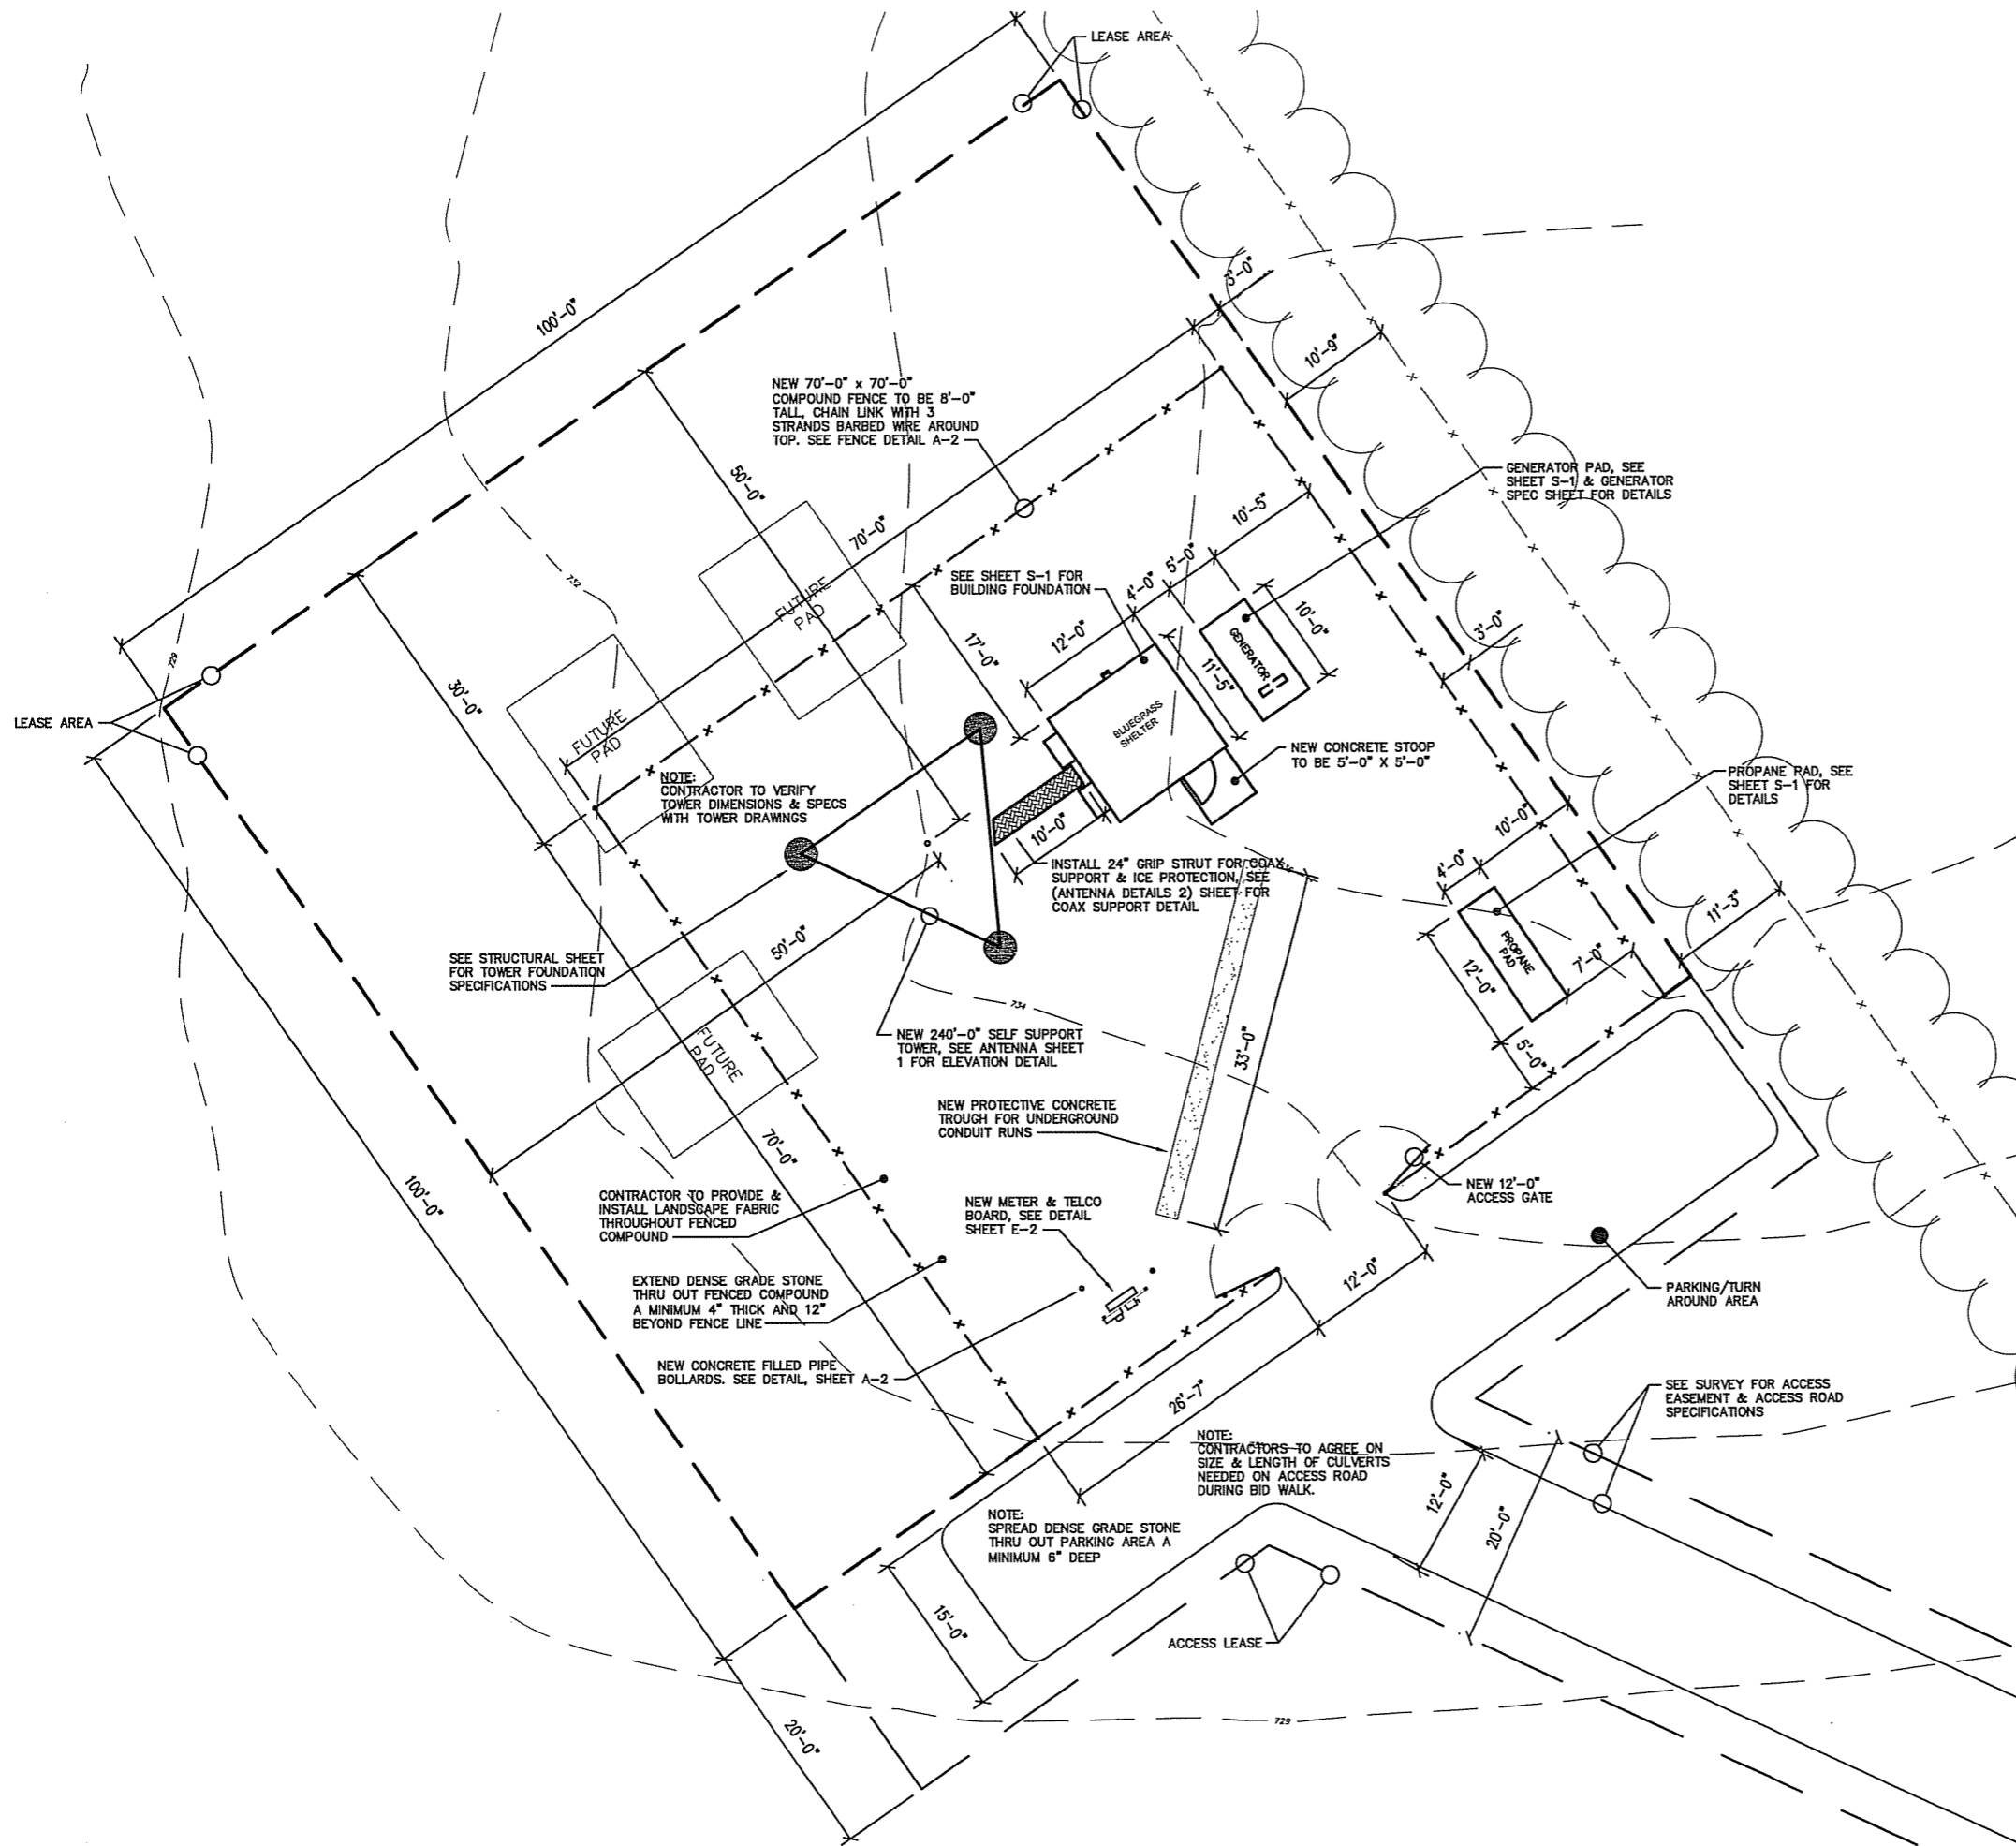 LEASE AREA
100'-0"
3'-0"
10'-9"
NEW 70'-0" x 70'-0"
COMPOUND FENCE TO BE 8'-0"
TALL, CHAIN LINK WITH 3
STRANDS BARBED WIRE AROUND
TOP. SEE FENCE DETAIL A-2
50'-0"
70'-0"
GENERATOR PAD, SEE
SHEET S-1 & GENERATOR
SPEC SHEET FOR DETAILS
10'-5"
5'-0"
4'-0"
12'-0"
SEE SHEET S-1 FOR
BUILDING FOUNDATION
732
FUTURE
PAD
17'-0"
10'-0"
GENERATOR
11'-5"
3'-0"
729
30'-0"
LEASE AREA
FUTURE
PAD
BLUEGRASS
SHELTER
NEW CONCRETE STOOP
TO BE 5'-0" X 5'-0"
NOTE:
CONTRACTOR TO VERIFY
TOWER DIMENSIONS & SPECS
WITH TOWER DRAWINGS
PROPANE PAD, SEE
SHEET S-1 FOR
DETAILS
10'-0"
10'-0"
4'-0"
INSTALL 24" GRIP STRUT FOR COAX
SUPPORT & ICE PROTECTION, SEE
(ANTENNA DETAILS 2) SHEET FOR
COAX SUPPORT DETAIL
11'-3"
50'-0"
PROPANE
PAD
7'-0"
12'-0"
SEE STRUCTURAL SHEET
FOR TOWER FOUNDATION
SPECIFICATIONS
734
NEW 240'-0" SELF SUPPORT
TOWER, SEE ANTENNA SHEET
1 FOR ELEVATION DETAIL
33'-0"
5'-0"
FUTURE
PAD
NEW PROTECTIVE CONCRETE
TROUGH FOR UNDERGROUND
CONDUIT RUNS
70'-0"
100'-0"
CONTRACTOR TO PROVIDE &
INSTALL LANDSCAPE FABRIC
THROUGHOUT FENCED
COMPOUND
NEW METER & TELCO
BOARD, SEE DETAIL
SHEET E-2
NEW 12'-0"
ACCESS GATE
12'-0"
EXTEND DENSE GRADE STONE
THRU OUT FENCED COMPOUND
A MINIMUM 4" THICK AND 12"
BEYOND FENCE LINE
PARKING/TURN
AROUND AREA
NEW CONCRETE FILLED PIPE
BOLLARDS. SEE DETAIL, SHEET A-2
26'-7"
SEE SURVEY FOR ACCESS
EASEMENT & ACCESS ROAD
SPECIFICATIONS
NOTE:
CONTRACTORS TO AGREE ON
SIZE & LENGTH OF CULVERTS
NEEDED ON ACCESS ROAD
DURING BID WALK.
12'-0"
20'-0"
NOTE:
SPREAD DENSE GRADE STONE
THRU OUT PARKING AREA A
MINIMUM 6" DEEP
15'-0"
ACCESS LEASE
20'-0"
729